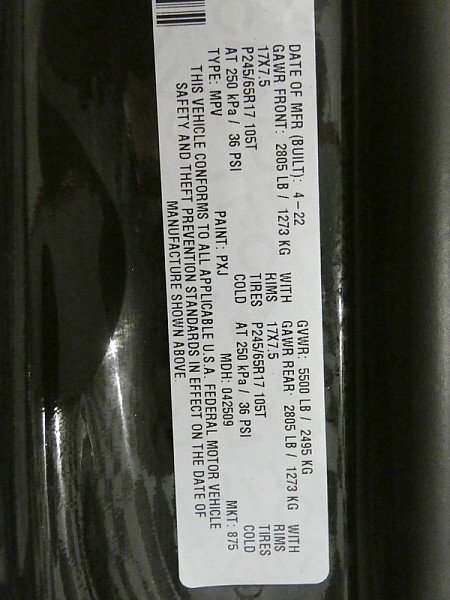 DATE OF MFR (BUILT): 4-22 GVWR: 5500 LB / 2495 KG
GAWR FRONT: 2805 LB / 1273 KG WITH GAWR REAR: 2805 LB / 1273 KG WITH
17X7.5 RIMS 17X7.5 RIMS
P245/65R17 105T TIRES P245/65R17 105T TIRES
AT 250 kPa / 36 PSI COLD AT 250 kPa / 36 PSI COLD
TYPE: MPV PAINT: PXJ MDH: 042509 MKT: 875
THIS VEHICLE CONFORMS TO ALL APPLICABLE U.S.A. FEDERAL MOTOR VEHICLE
SAFETY AND THEFT PREVENTION STANDARDS IN EFFECT ON THE DATE OF
MANUFACTURE SHOWN ABOVE.